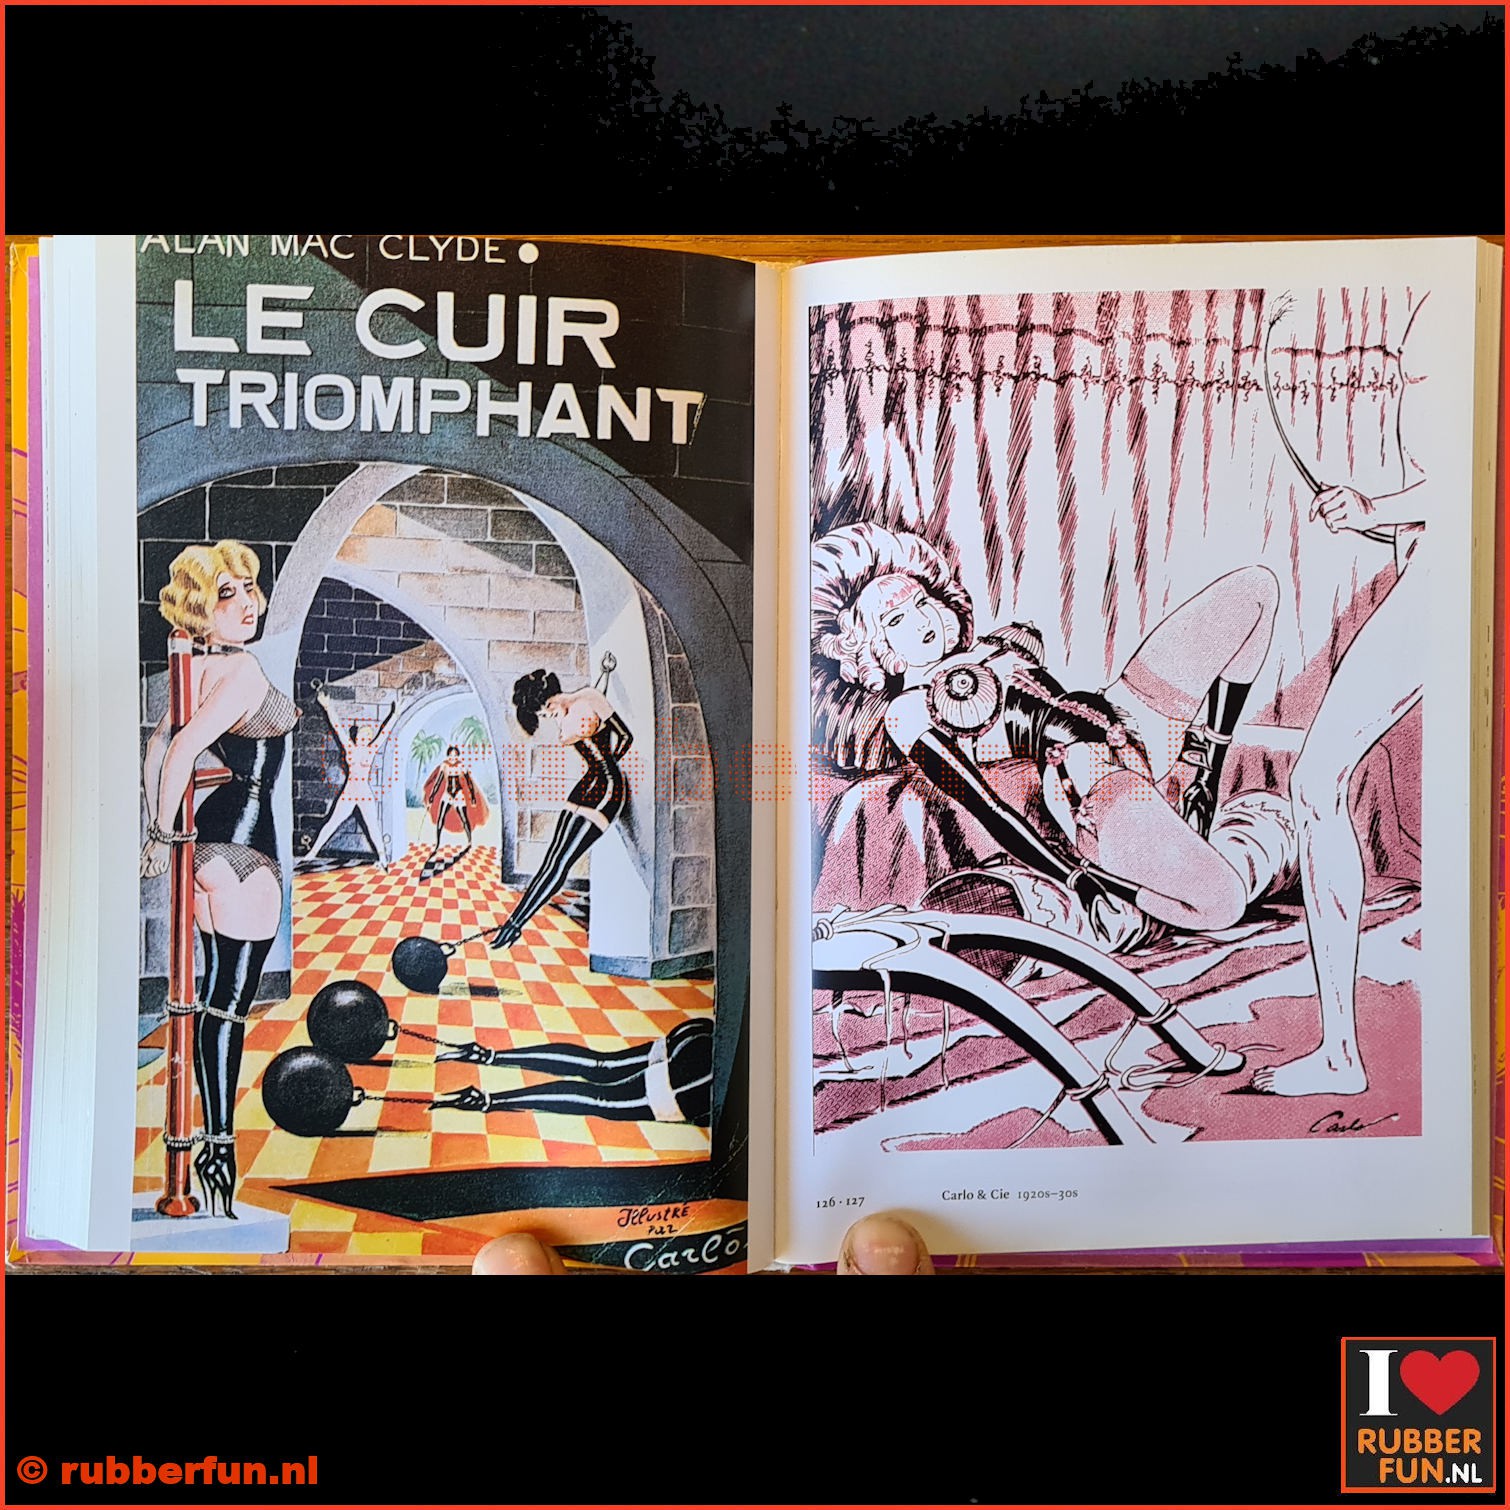 ALAN MAC CLYDE •
LE CUIR
TRIOMPHANT
Illustré
par
Carlo
Carlo
126 · 127
Carlo & Cie 1920s–30s
© rubberfun.nl
I ♥
RUBBER
FUN.NL